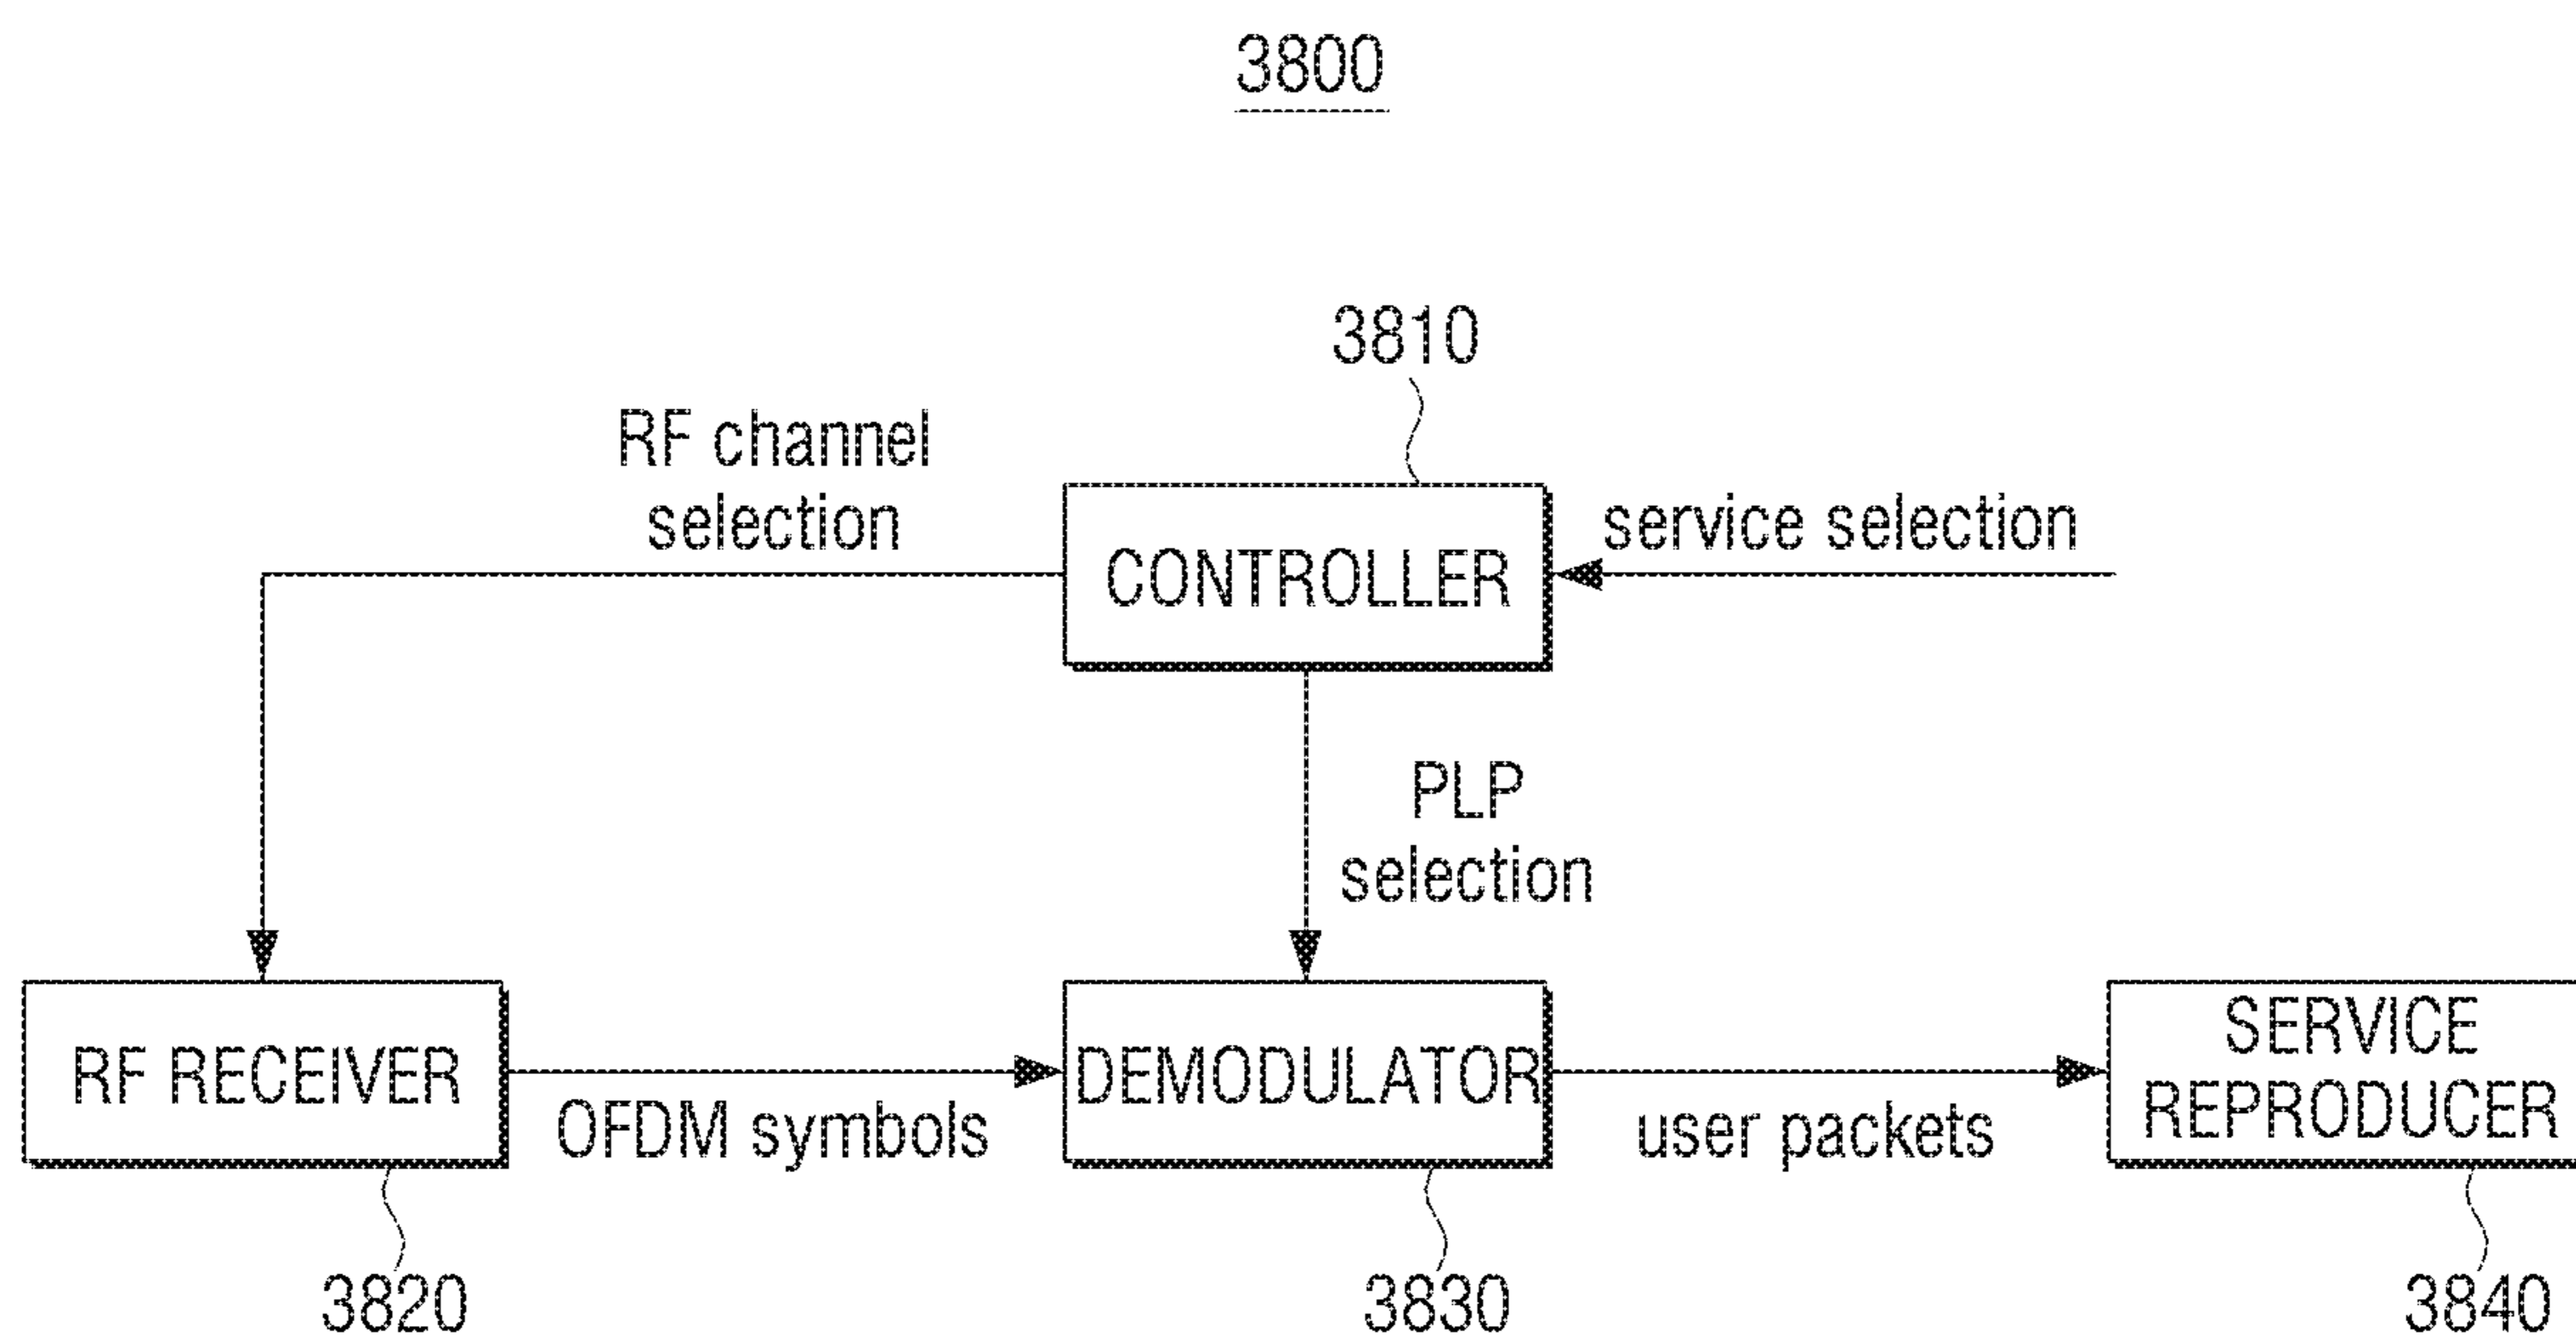 3800
3810
RF channel
selection
CONTROLLER
service selection
PLP
selection
RF RECEIVER
OFDM symbols
DEMODULATOR
user packets
SERVICE
REPRODUCER
3820
3830
3840